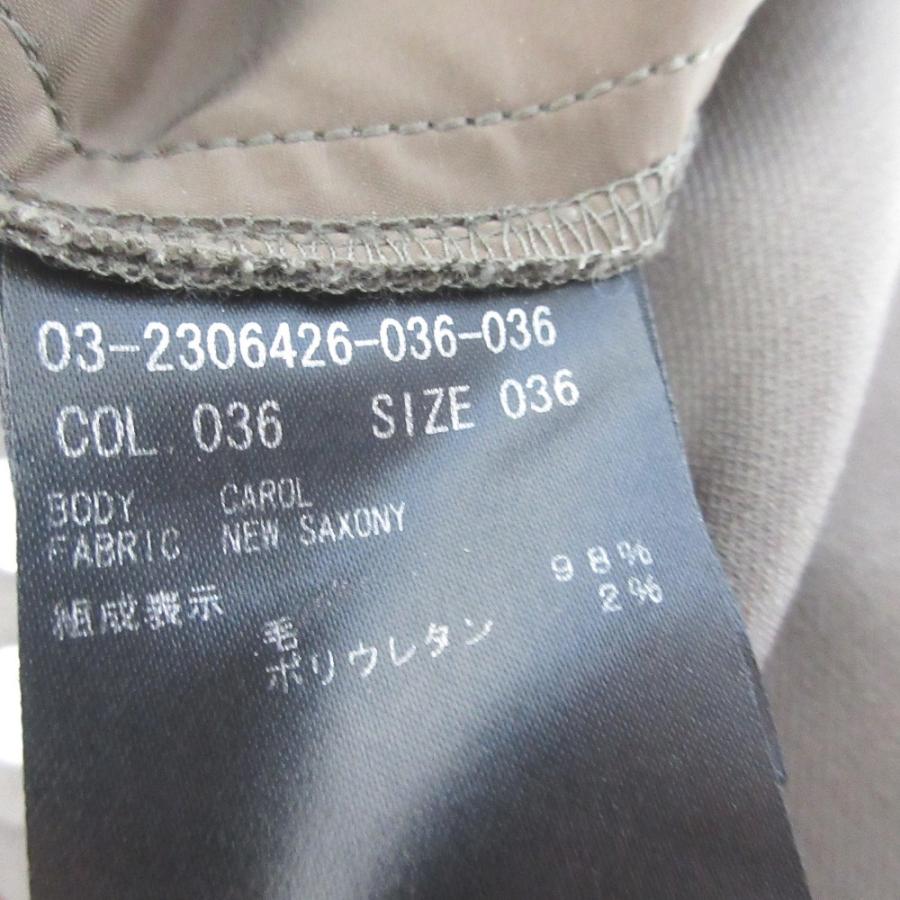 03-2306426-036-036
COL. 036 SIZE 036
BODY CAROL
FABRIC NEW SAXONY
組成表示
毛 98%
ポリウレタン 2%